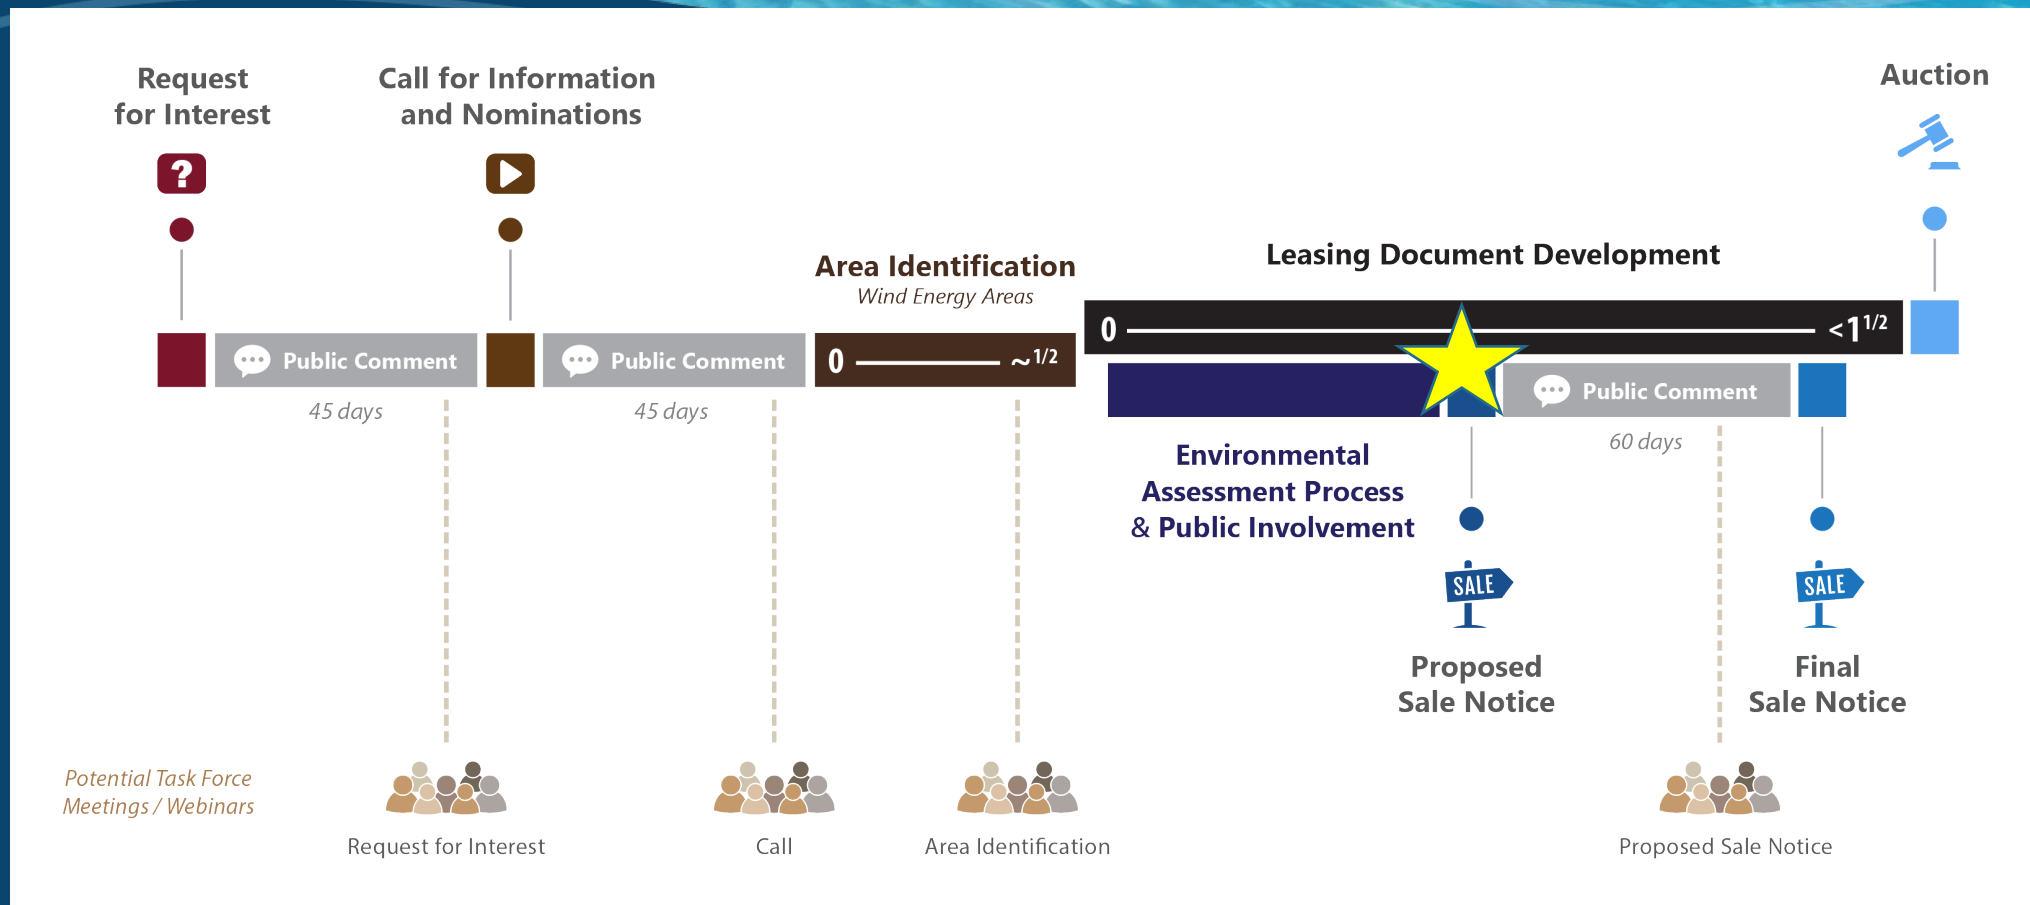 Request
for Interest
?
Call for Information
and Nominations
Auction
Area Identification
Wind Energy Areas
Leasing Document Development
0
<1 1/2
Public Comment
Public Comment
0
~1/2
Public Comment
45 days
45 days
60 days
Environmental
Assessment Process
& Public Involvement
SALE
SALE
Proposed
Sale Notice
Final
Sale Notice
Potential Task Force
Meetings / Webinars
Request for Interest
Call
Area Identification
Proposed Sale Notice